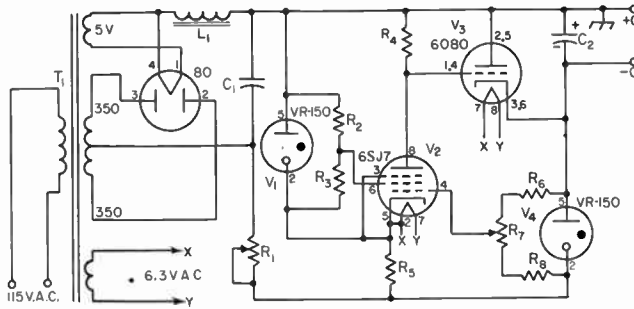 5V
L1
4 1
80
3 2
T1
350
350
115V.A.C.
6.3 V A C
X
Y
C1
VR-150
5
V1
2
R1
R2
R3
R4
V3
6080
2,5
1,4
3,6
7 8
X Y
6SJ7
V2
8
3
6
4
5 2 7
X Y
R5
C2
+
+O
-O
R6
R7
R8
V4
VR-150
5
2